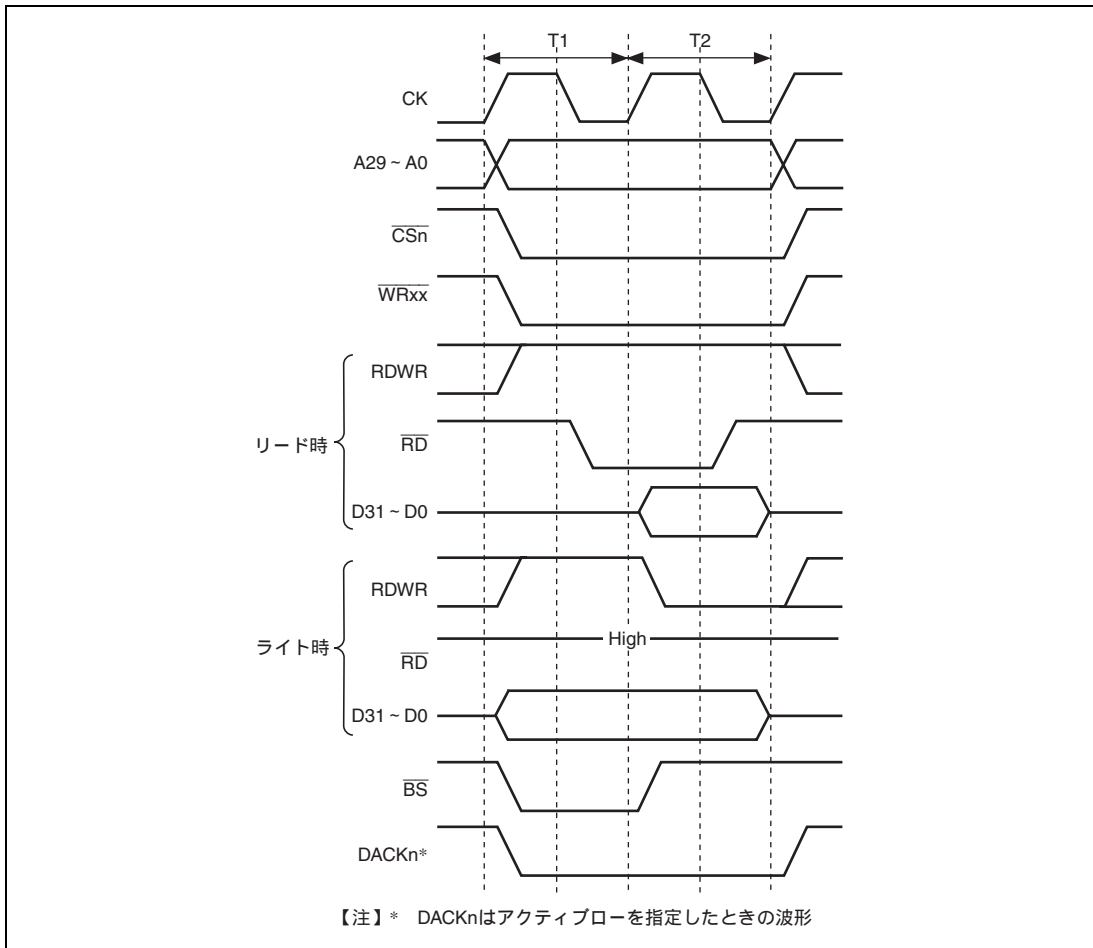 T1 T2
CK
A29 ~ A0
CSn
WRxx
RDWR
リード時
RD
D31 ~ D0
RDWR
High
ライト時
RD
D31 ~ D0
BS
DACKn*
【注】* DACKnはアクティブローを指定したときの波形